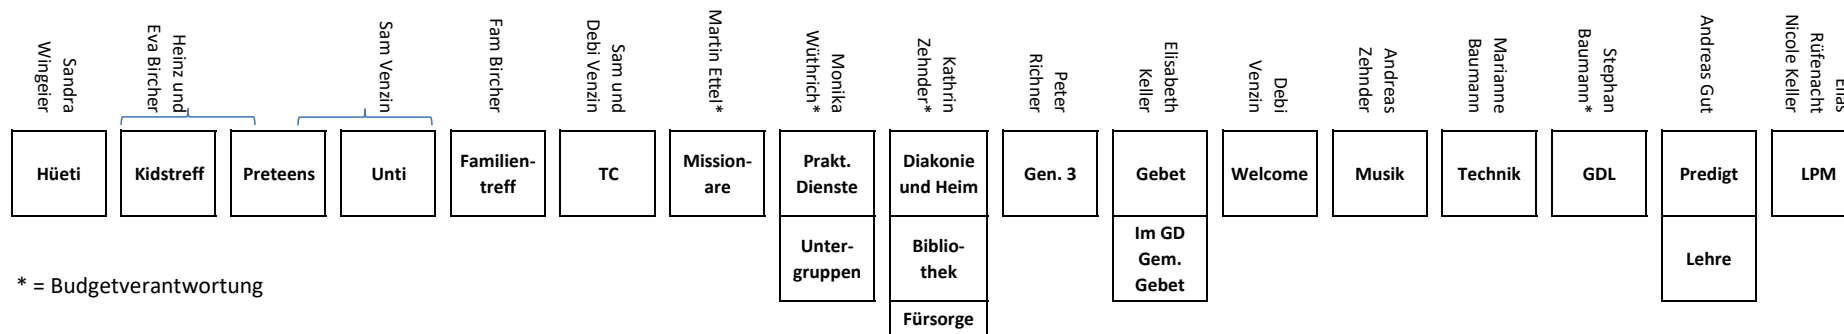 Sandra
Wingeier
Heinz und
Eva Bircher
Sam Venzin
Fam Bircher
Sam und
Debi Venzin
Martin Ettel*
Monika
Wüthrich*
Kathrin
Zehnder*
Peter
Richner
Elisabeth
Keller
Debi
Venzin
Andreas
Zehnder
Marianne
Baumann
Stephan
Baumann*
Andreas Gut
Elias
Rüfenacht
Nicole Keller
Hüeti
Kidstreff
Preteens
Unti
Familien-
treff
TC
Mission-
are
Prakt.
Dienste
Diakonie
und Heim
Gen. 3
Gebet
Welcome
Musik
Technik
GDL
Predigt
LPM
Unter-
gruppen
Biblio-
thek
Im GD
Gem.
Gebet
Lehre
* = Budgetverantwortung
Fürsorge